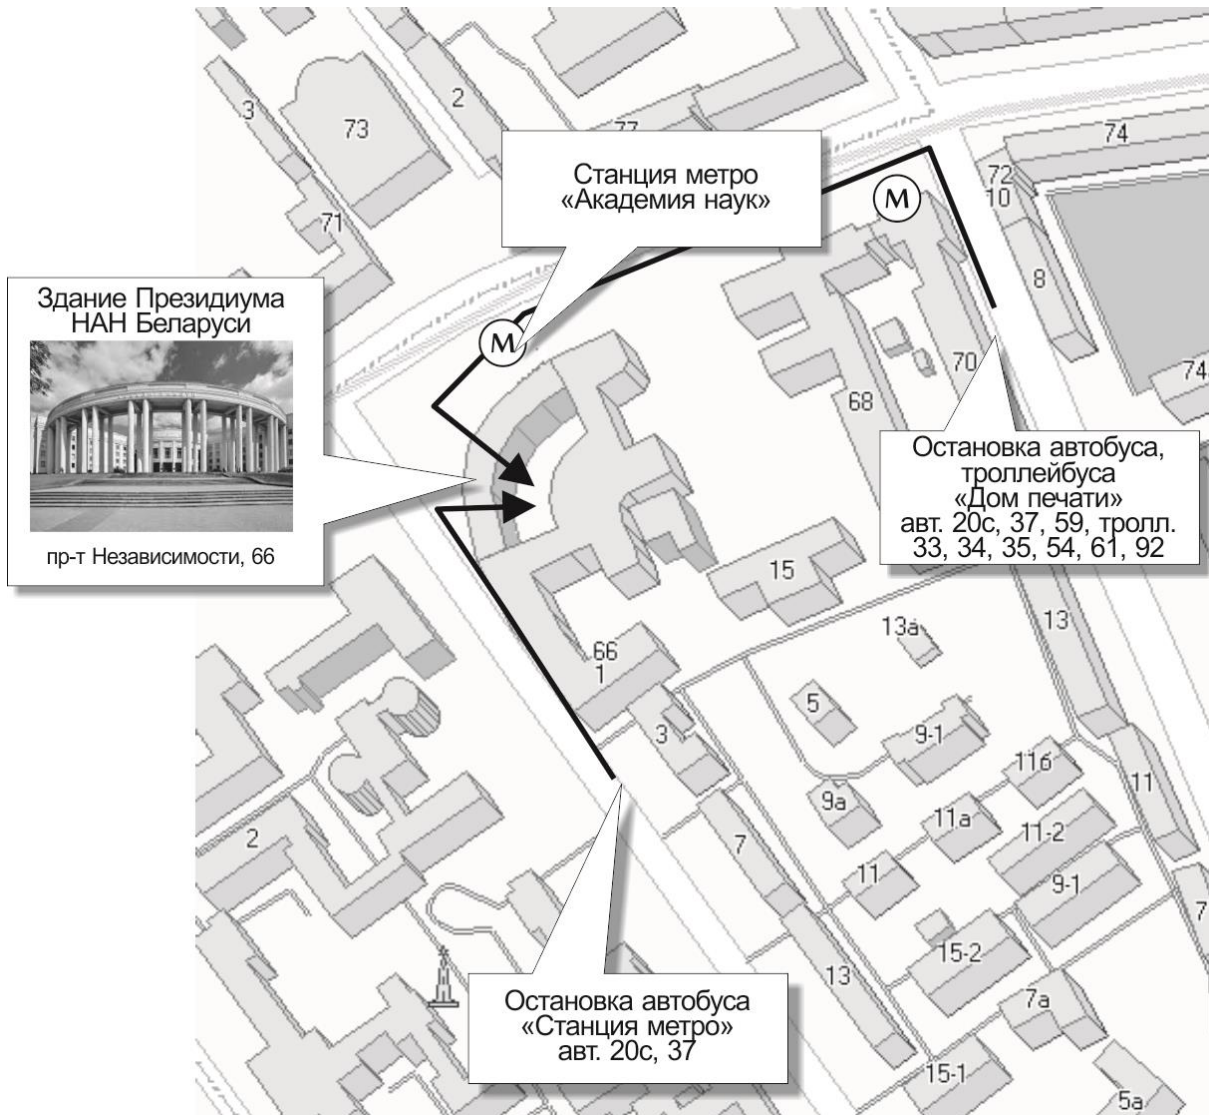 3
2
73
77
74
72
10
71
8
Станция метро
«Академия наук»
М
М
Здание Президиума
НАН Беларуси
пр-т Независимости, 66
70
68
74
Остановка автобуса,
троллейбуса
«Дом печати»
авт. 20с, 37, 59, тролл.
33, 34, 35, 54, 61, 92
15
13
13а
66
1
5
3
9-1
11б
11
9а
11а
11-2
2
7
11
9-1
7
15-2
13
7а
Остановка автобуса
«Станция метро»
авт. 20с, 37
15-1
5а